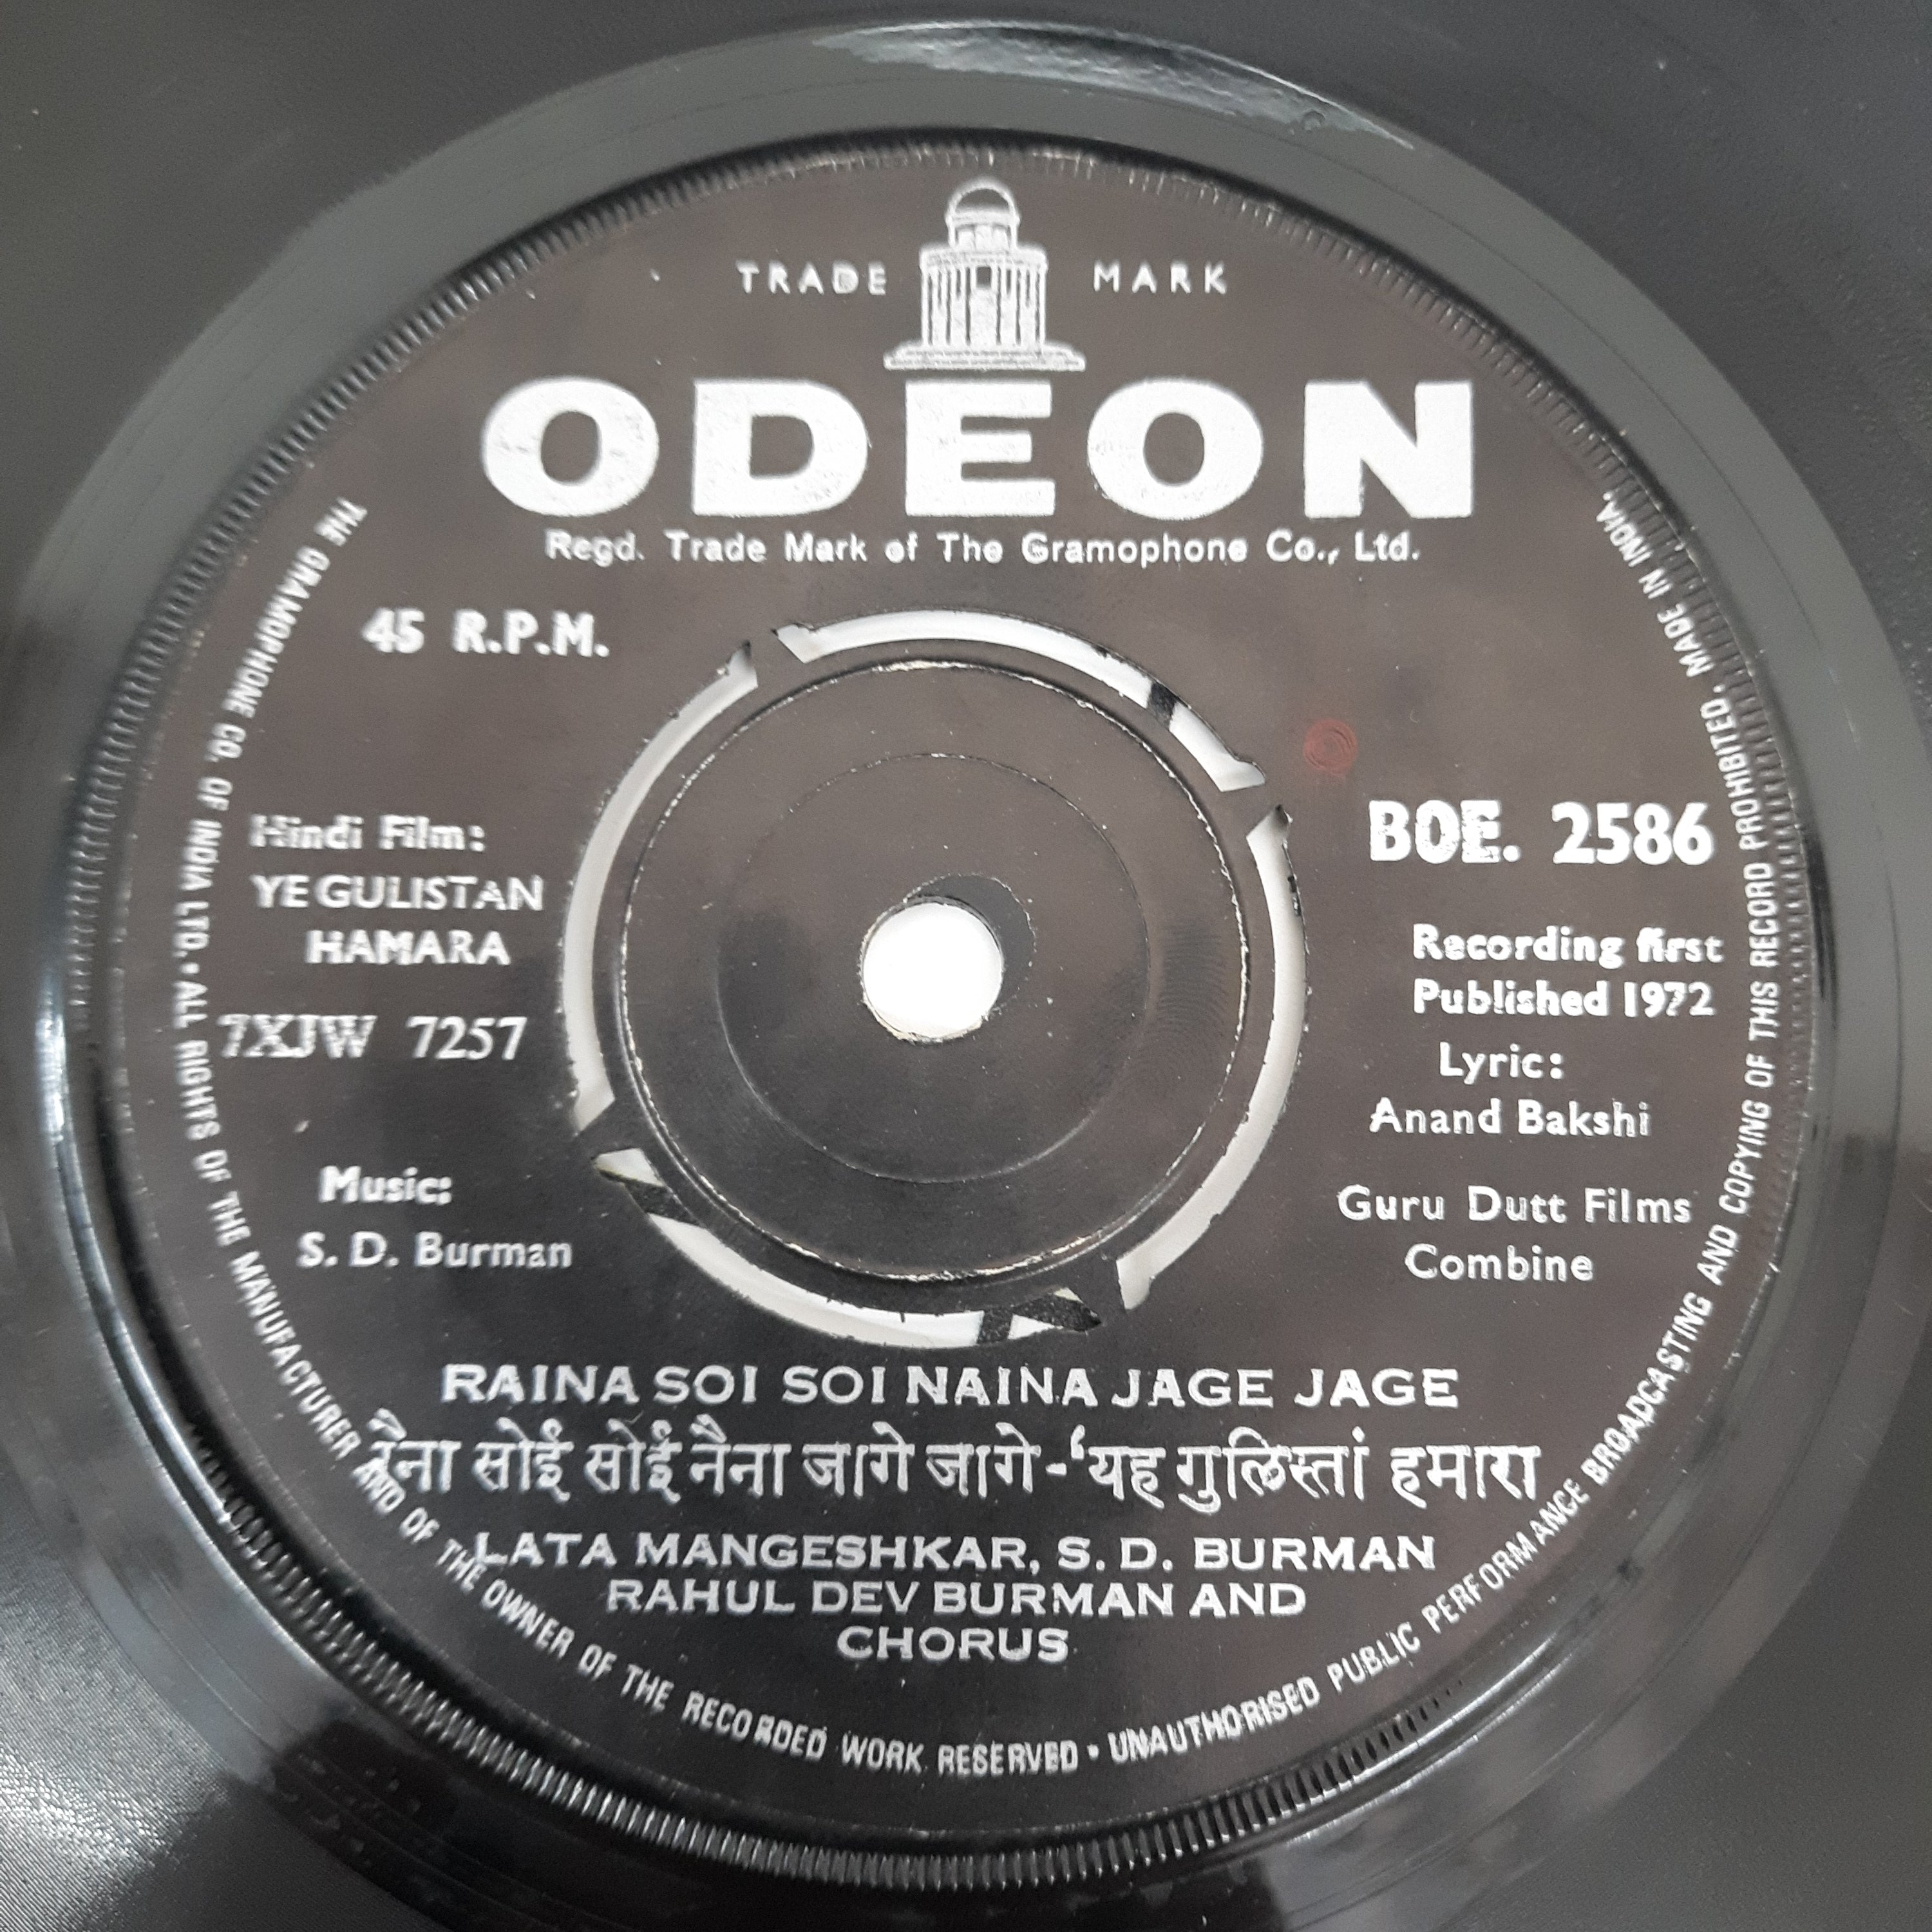 TRADE MARK
ODEON
Regd. Trade Mark of The Gramophone Co., Ltd.
45 R.P.M.
Hindi Film:
YE GULISTAN
HAMARA
7XJW 7257
Music:
S. D. Burman
BOE. 2586
Recording first
Published 1972
Lyric:
Anand Bakshi
Guru Dutt Films
Combine
RAINA SOI SOI NAINA JAGE JAGE
रैना सोईं सोईं नैना जागे जागे-‘यह गुलिस्तां हमारा
LATA MANGESHKAR, S. D. BURMAN
RAHUL DEV BURMAN AND
CHORUS
THE GRAMOPHONE CO. OF INDIA LTD. • ALL RIGHTS OF THE MANUFACTURER AND OF THE OWNER OF THE RECORDED WORK RESERVED • UNAUTHORISED PUBLIC PERFORMANCE BROADCASTING AND COPYING OF THIS RECORD PROHIBITED. MADE IN INDIA.